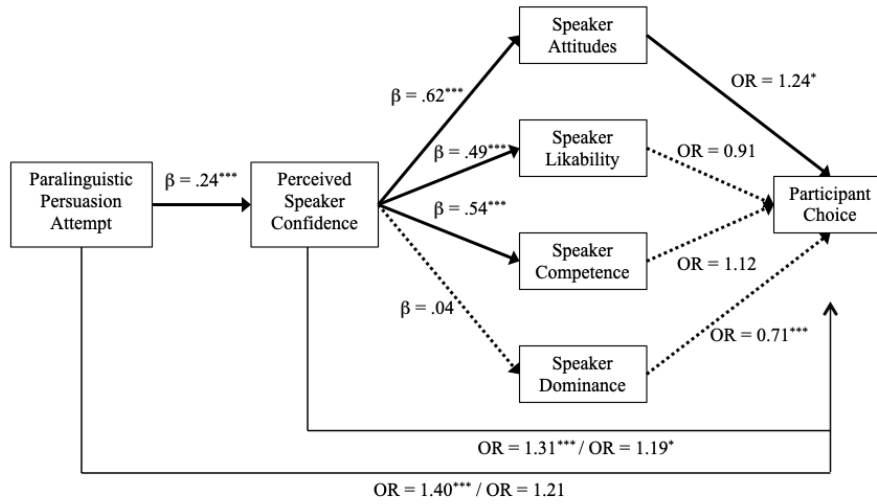 Speaker
Attitudes
OR = 1.24*
β = .62***
Speaker
Likability
β = .49***
OR = 0.91
Paralinguistic
Persuasion
Attempt
β = .24***
Perceived
Speaker
Confidence
Participant
Choice
β = .54***
Speaker
Competence
OR = 1.12
β = .04
Speaker
Dominance
OR = 0.71***
OR = 1.31*** / OR = 1.19*
OR = 1.40*** / OR = 1.21